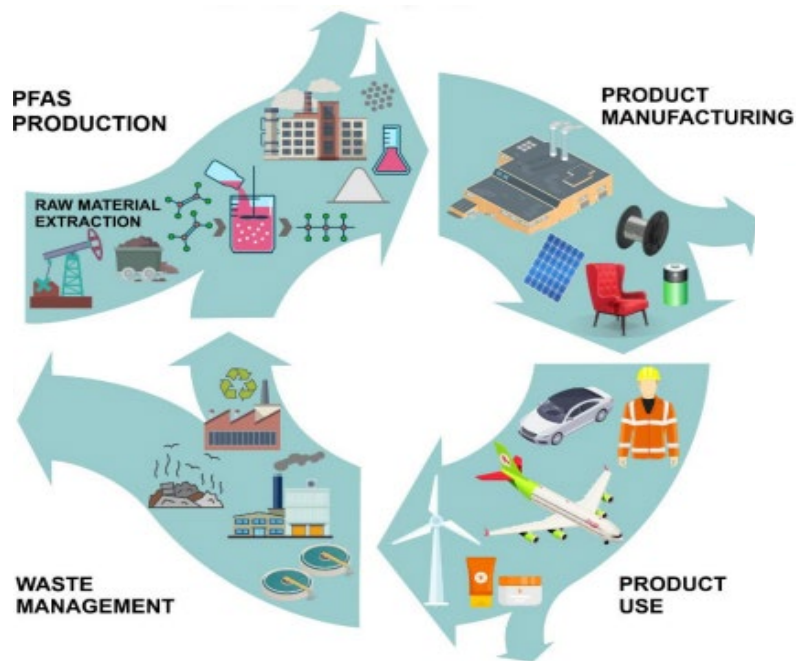 PFAS
PRODUCTION
RAW MATERIAL
EXTRACTION
PRODUCT
MANUFACTURING
WASTE
MANAGEMENT
PRODUCT
USE